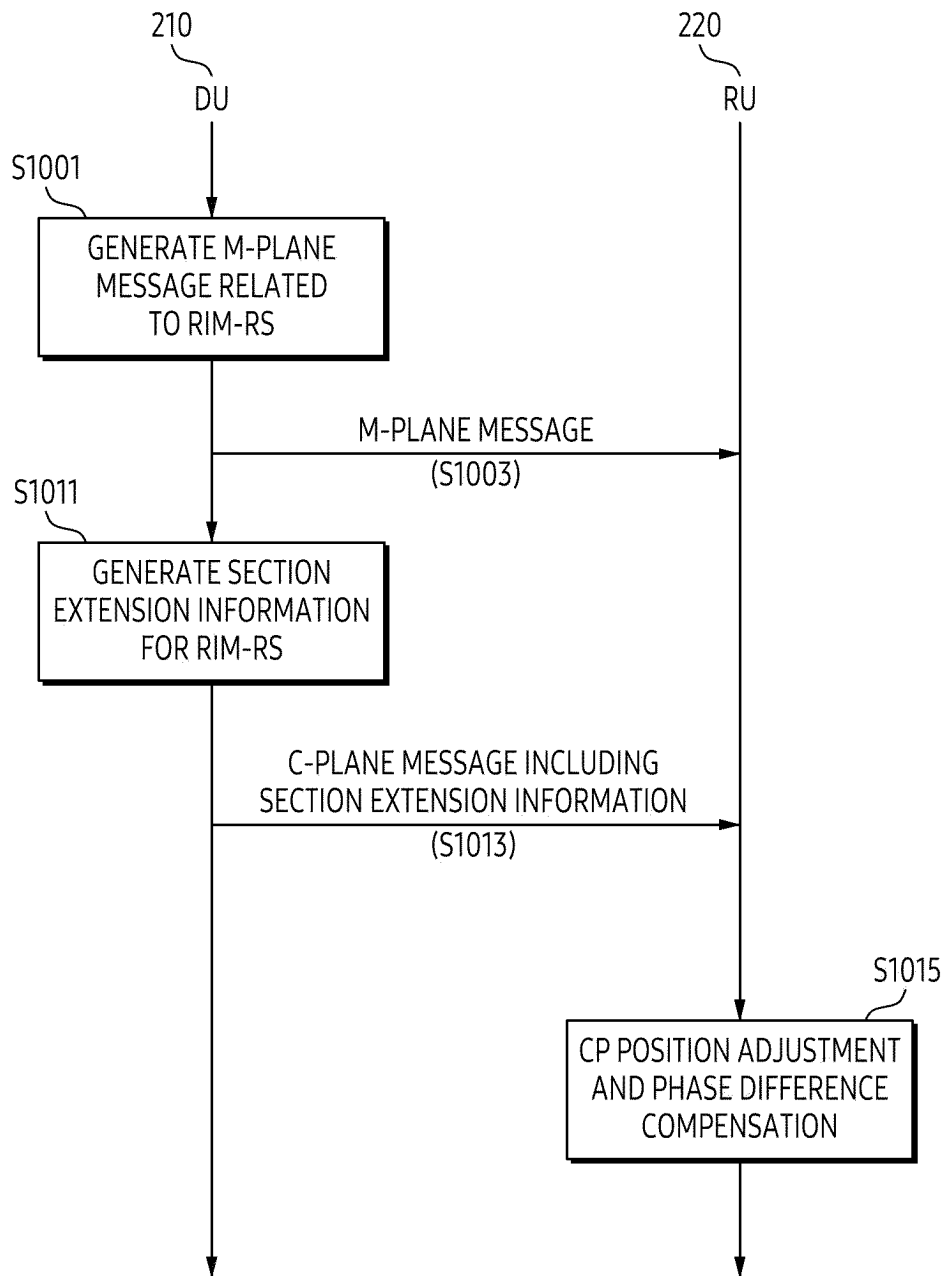 210
220
DU
RU
S1001
GENERATE M-PLANE
MESSAGE RELATED
TO RIM-RS
M-PLANE MESSAGE
(S1003)
S1011
GENERATE SECTION
EXTENSION INFORMATION
FOR RIM-RS
C-PLANE MESSAGE INCLUDING
SECTION EXTENSION INFORMATION
(S1013)
S1015
CP POSITION ADJUSTMENT
AND PHASE DIFFERENCE
COMPENSATION